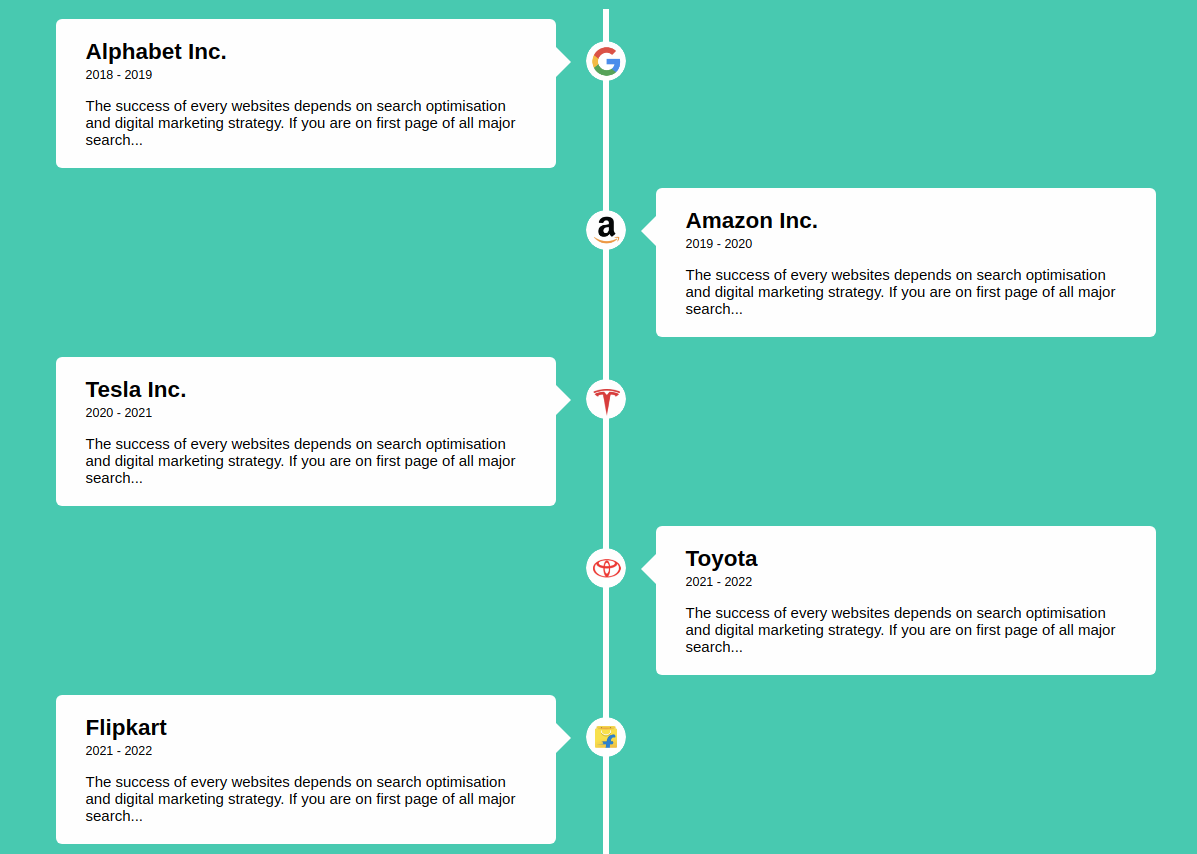 Alphabet Inc.
2018 - 2019
The success of every websites depends on search optimisation
and digital marketing strategy. If you are on first page of all major
search...
Amazon Inc.
2019 - 2020
The success of every websites depends on search optimisation
and digital marketing strategy. If you are on first page of all major
search...
Tesla Inc.
2020 - 2021
The success of every websites depends on search optimisation
and digital marketing strategy. If you are on first page of all major
search...
Toyota
2021 - 2022
The success of every websites depends on search optimisation
and digital marketing strategy. If you are on first page of all major
search...
Flipkart
2021 - 2022
The success of every websites depends on search optimisation
and digital marketing strategy. If you are on first page of all major
search...